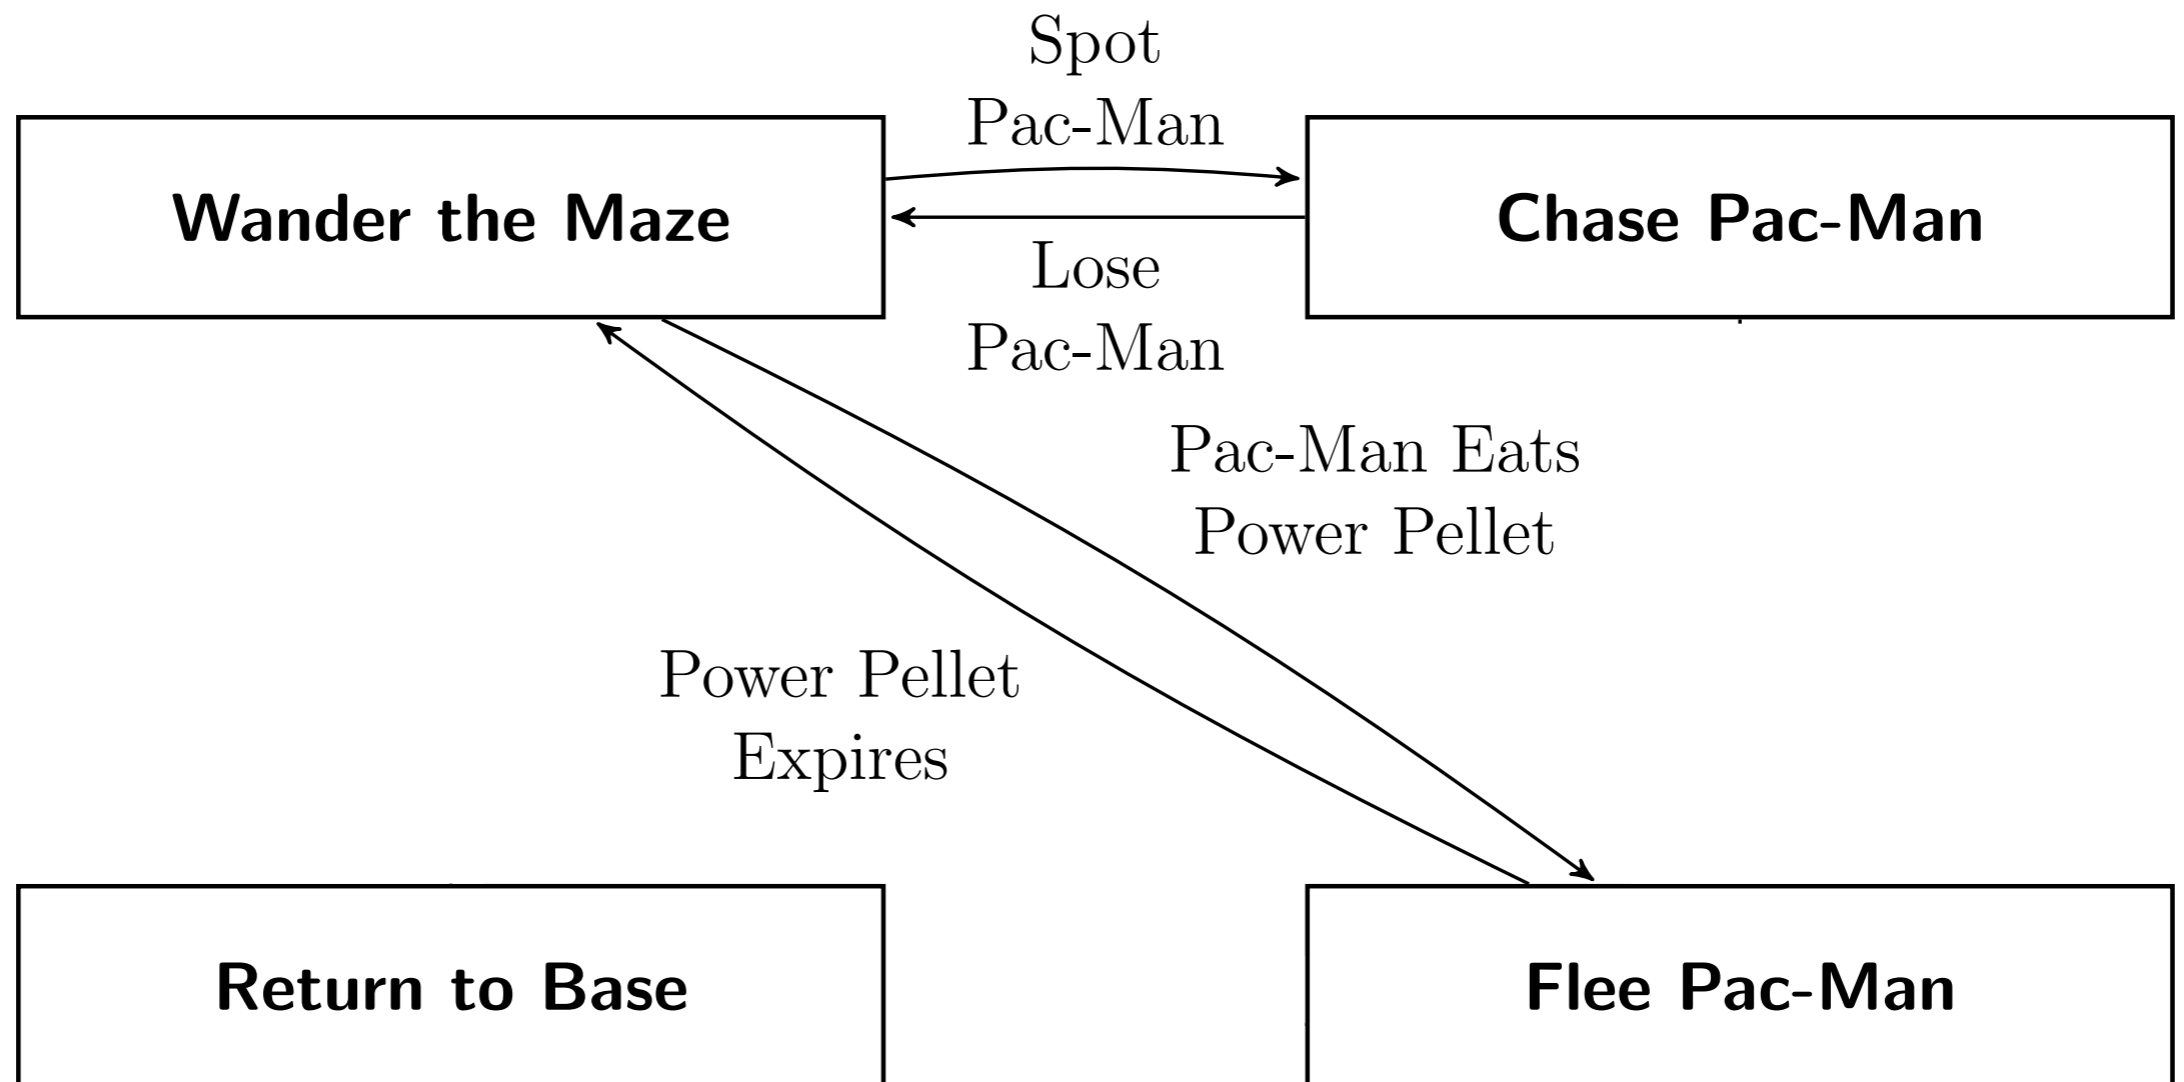 Spot
Pac-Man
Wander the Maze
Chase Pac-Man
Lose
Pac-Man
Pac-Man Eats
Power Pellet
Power Pellet
Expires
Return to Base
Flee Pac-Man